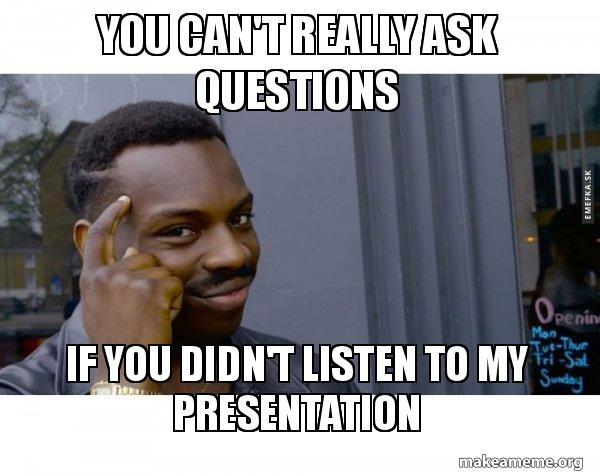 YOU CAN'T REALLY ASK
QUESTIONS
EMEFKA.SK
Opening
Mon
Tue-Thur
Fri-Sat
Sunday
IF YOU DIDN'T LISTEN TO MY
PRESENTATION
makeameme.org